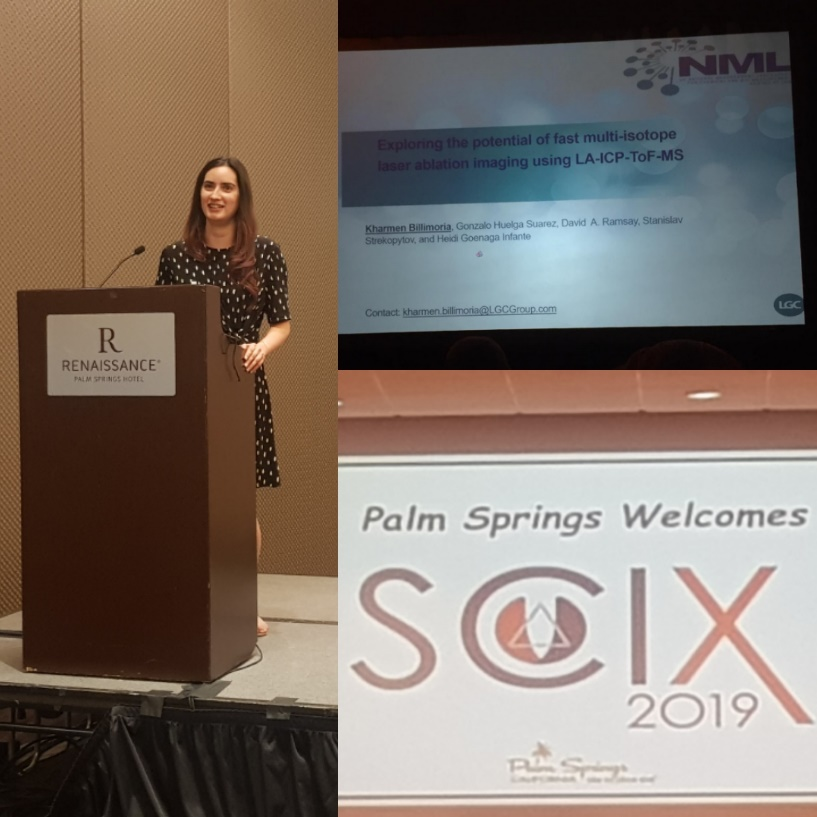 R
RENAISSANCE®
PALM SPRINGS HOTEL
NML
Exploring the potential of fast multi-isotope
laser ablation imaging using LA-ICP-ToF-MS
Kharmen Billimoria, Gonzalo Huelga Suarez, David A. Ramsay, Stanislav
Strekopytov, and Heidi Goenaga Infante
Contact: kharmen.billimoria@LGCGroup.com
LGC
Palm Springs Welcomes
SCIX
2019
Palm Springs
CALIFORNIA